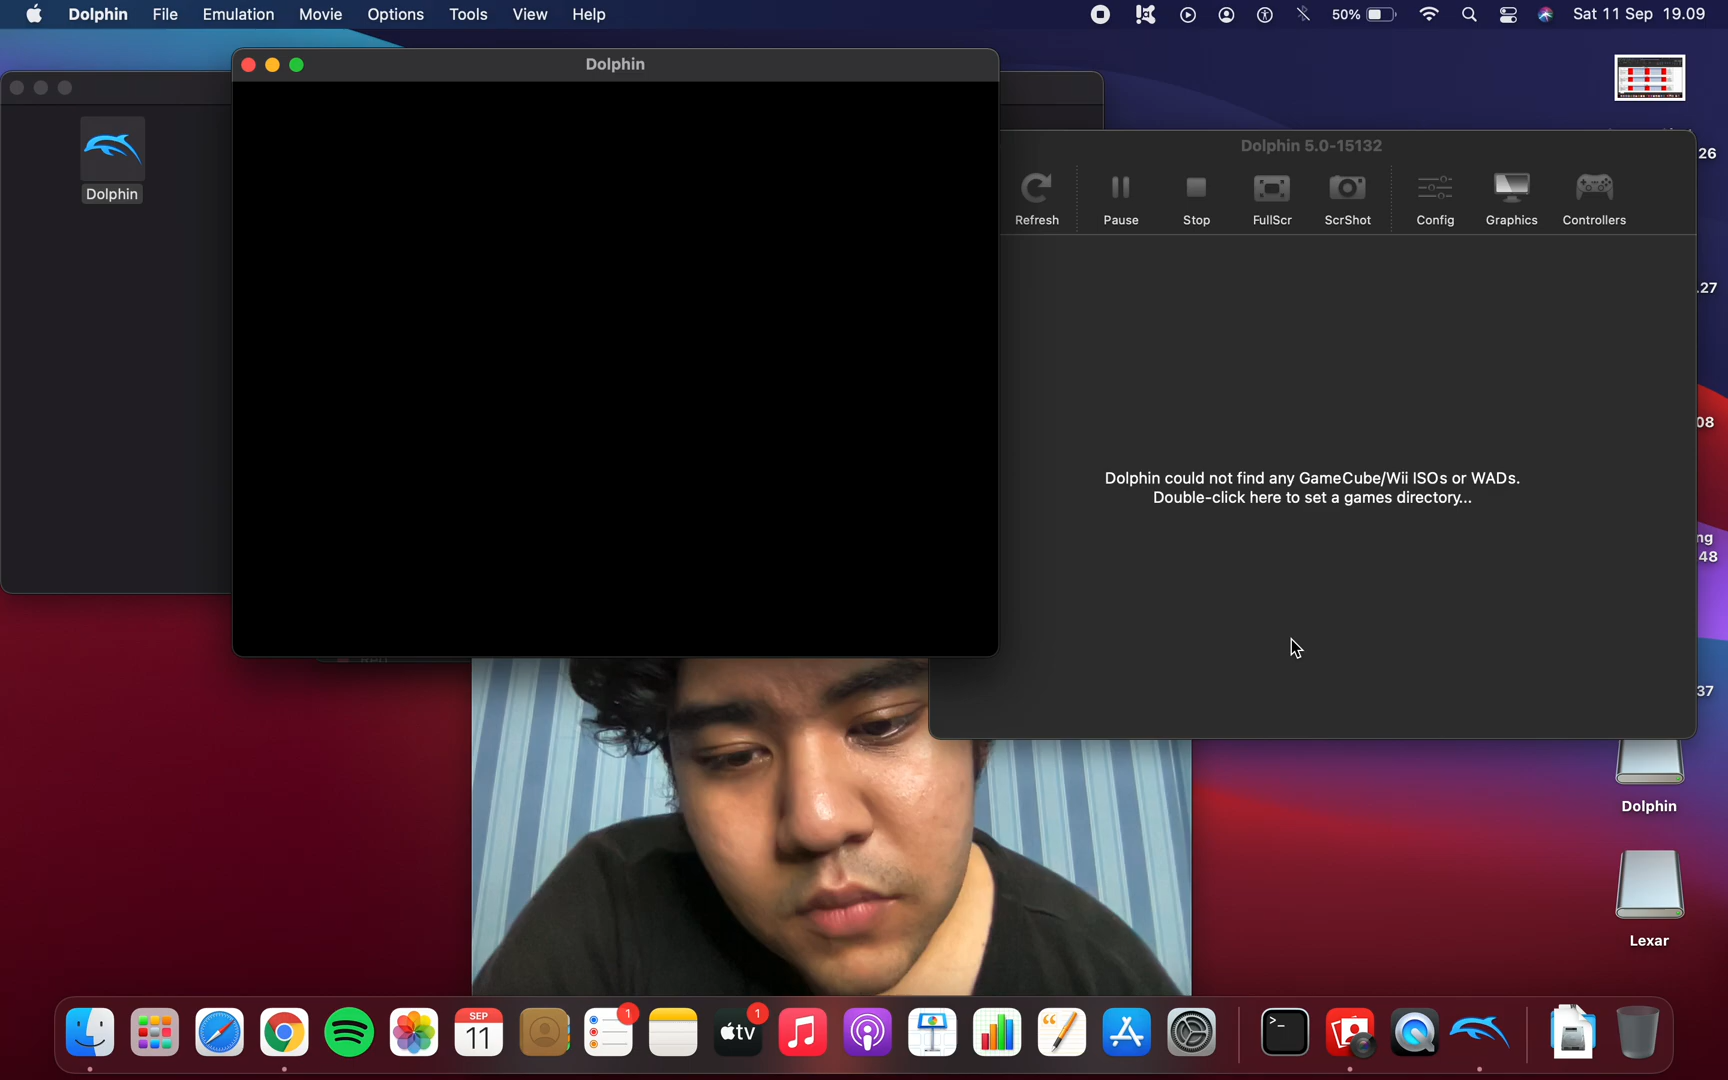 Dolphin File Emulation Movie Options Tools View Help 50% Sat 11 Sep 19.09
Dolphin
Dolphin
Dolphin 5.0-15132
Refresh Pause Stop FullScr ScrShot Config Graphics Controllers
Dolphin could not find any GameCube/Wii ISOs or WADs.
Double-click here to set a games directory...
26
.27
08
ng
48
37
Dolphin
Lexar
SEP
11
1
tv
1
>_